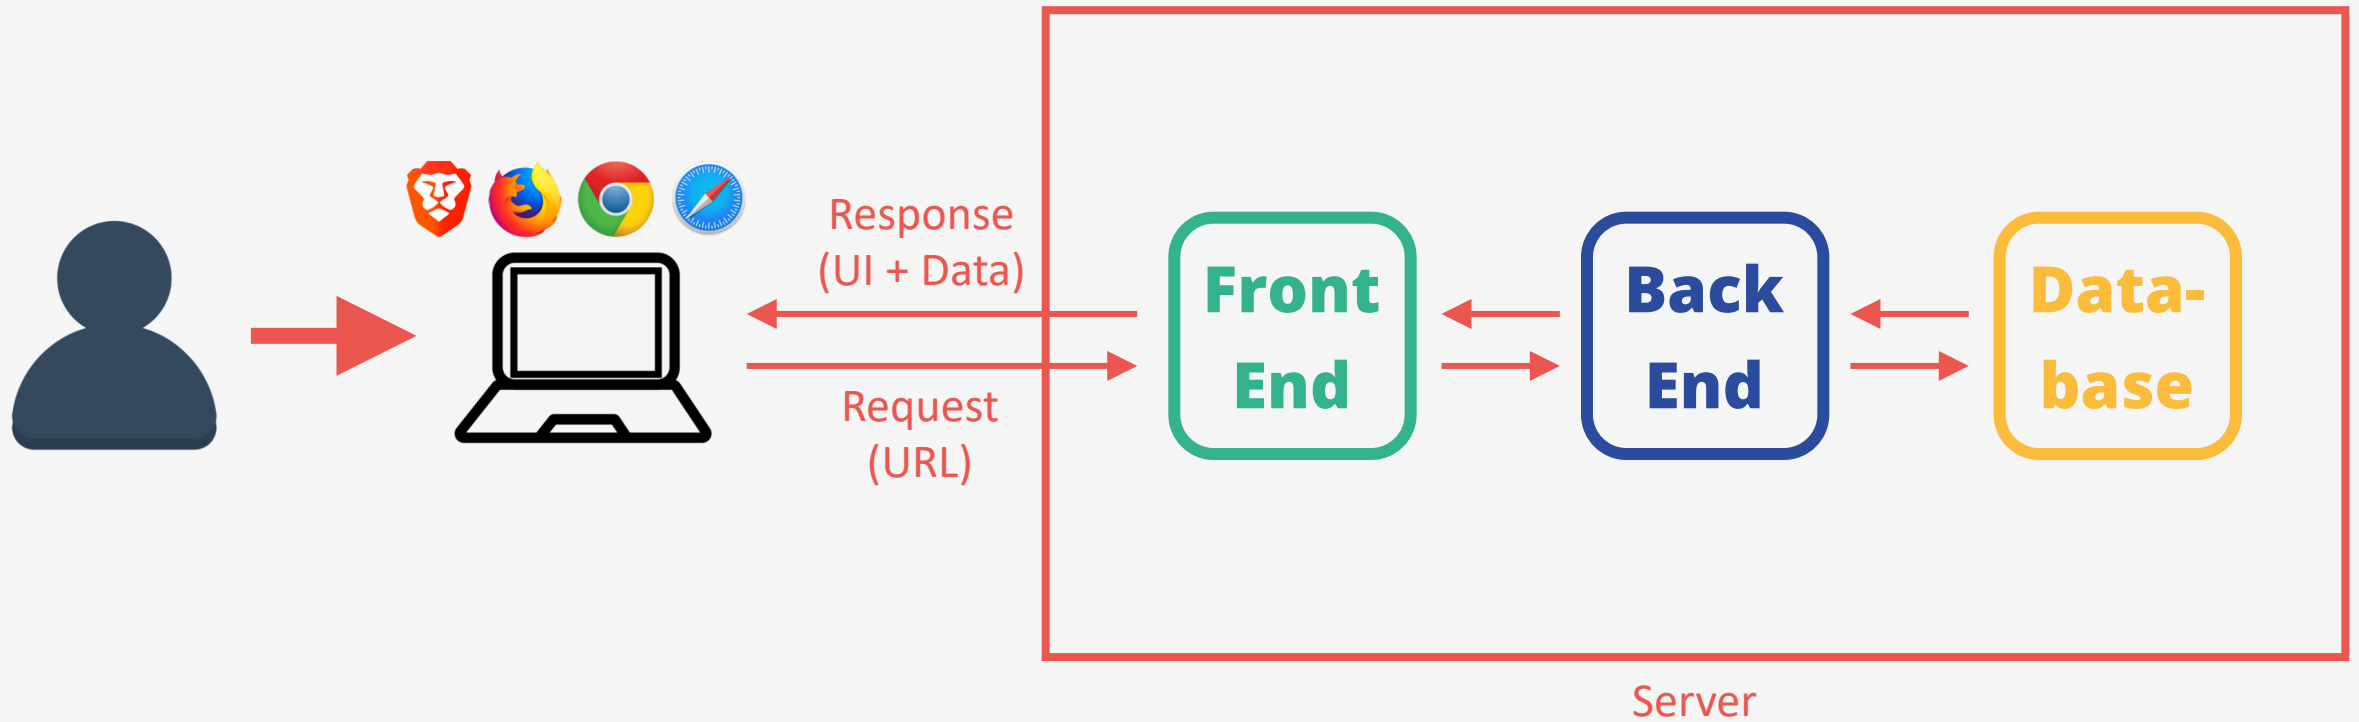 Response
(UI + Data)
Request
(URL)
Front
End
Back
End
Data-
base
Server